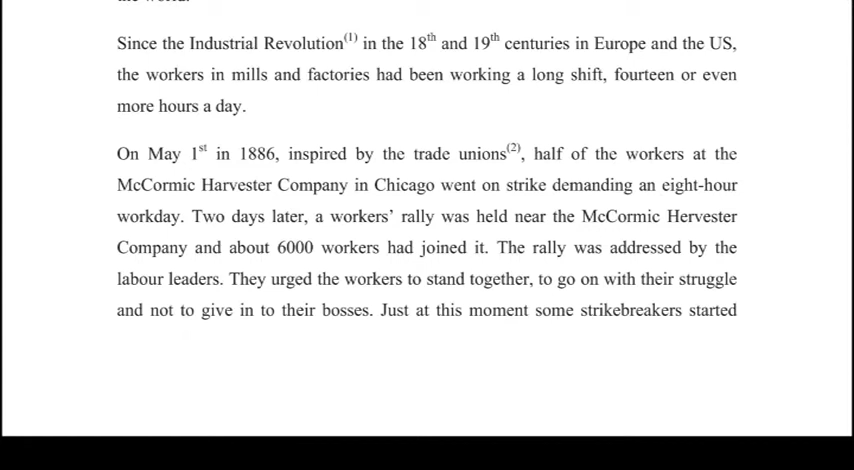 the world.
Since the Industrial Revolution(1) in the 18th and 19th centuries in Europe and the US,
the workers in mills and factories had been working a long shift, fourteen or even
more hours a day.
On May 1st in 1886, inspired by the trade unions(2), half of the workers at the
McCormic Harvester Company in Chicago went on strike demanding an eight-hour
workday. Two days later, a workers’ rally was held near the McCormic Hervester
Company and about 6000 workers had joined it. The rally was addressed by the
labour leaders. They urged the workers to stand together, to go on with their struggle
and not to give in to their bosses. Just at this moment some strikebreakers started